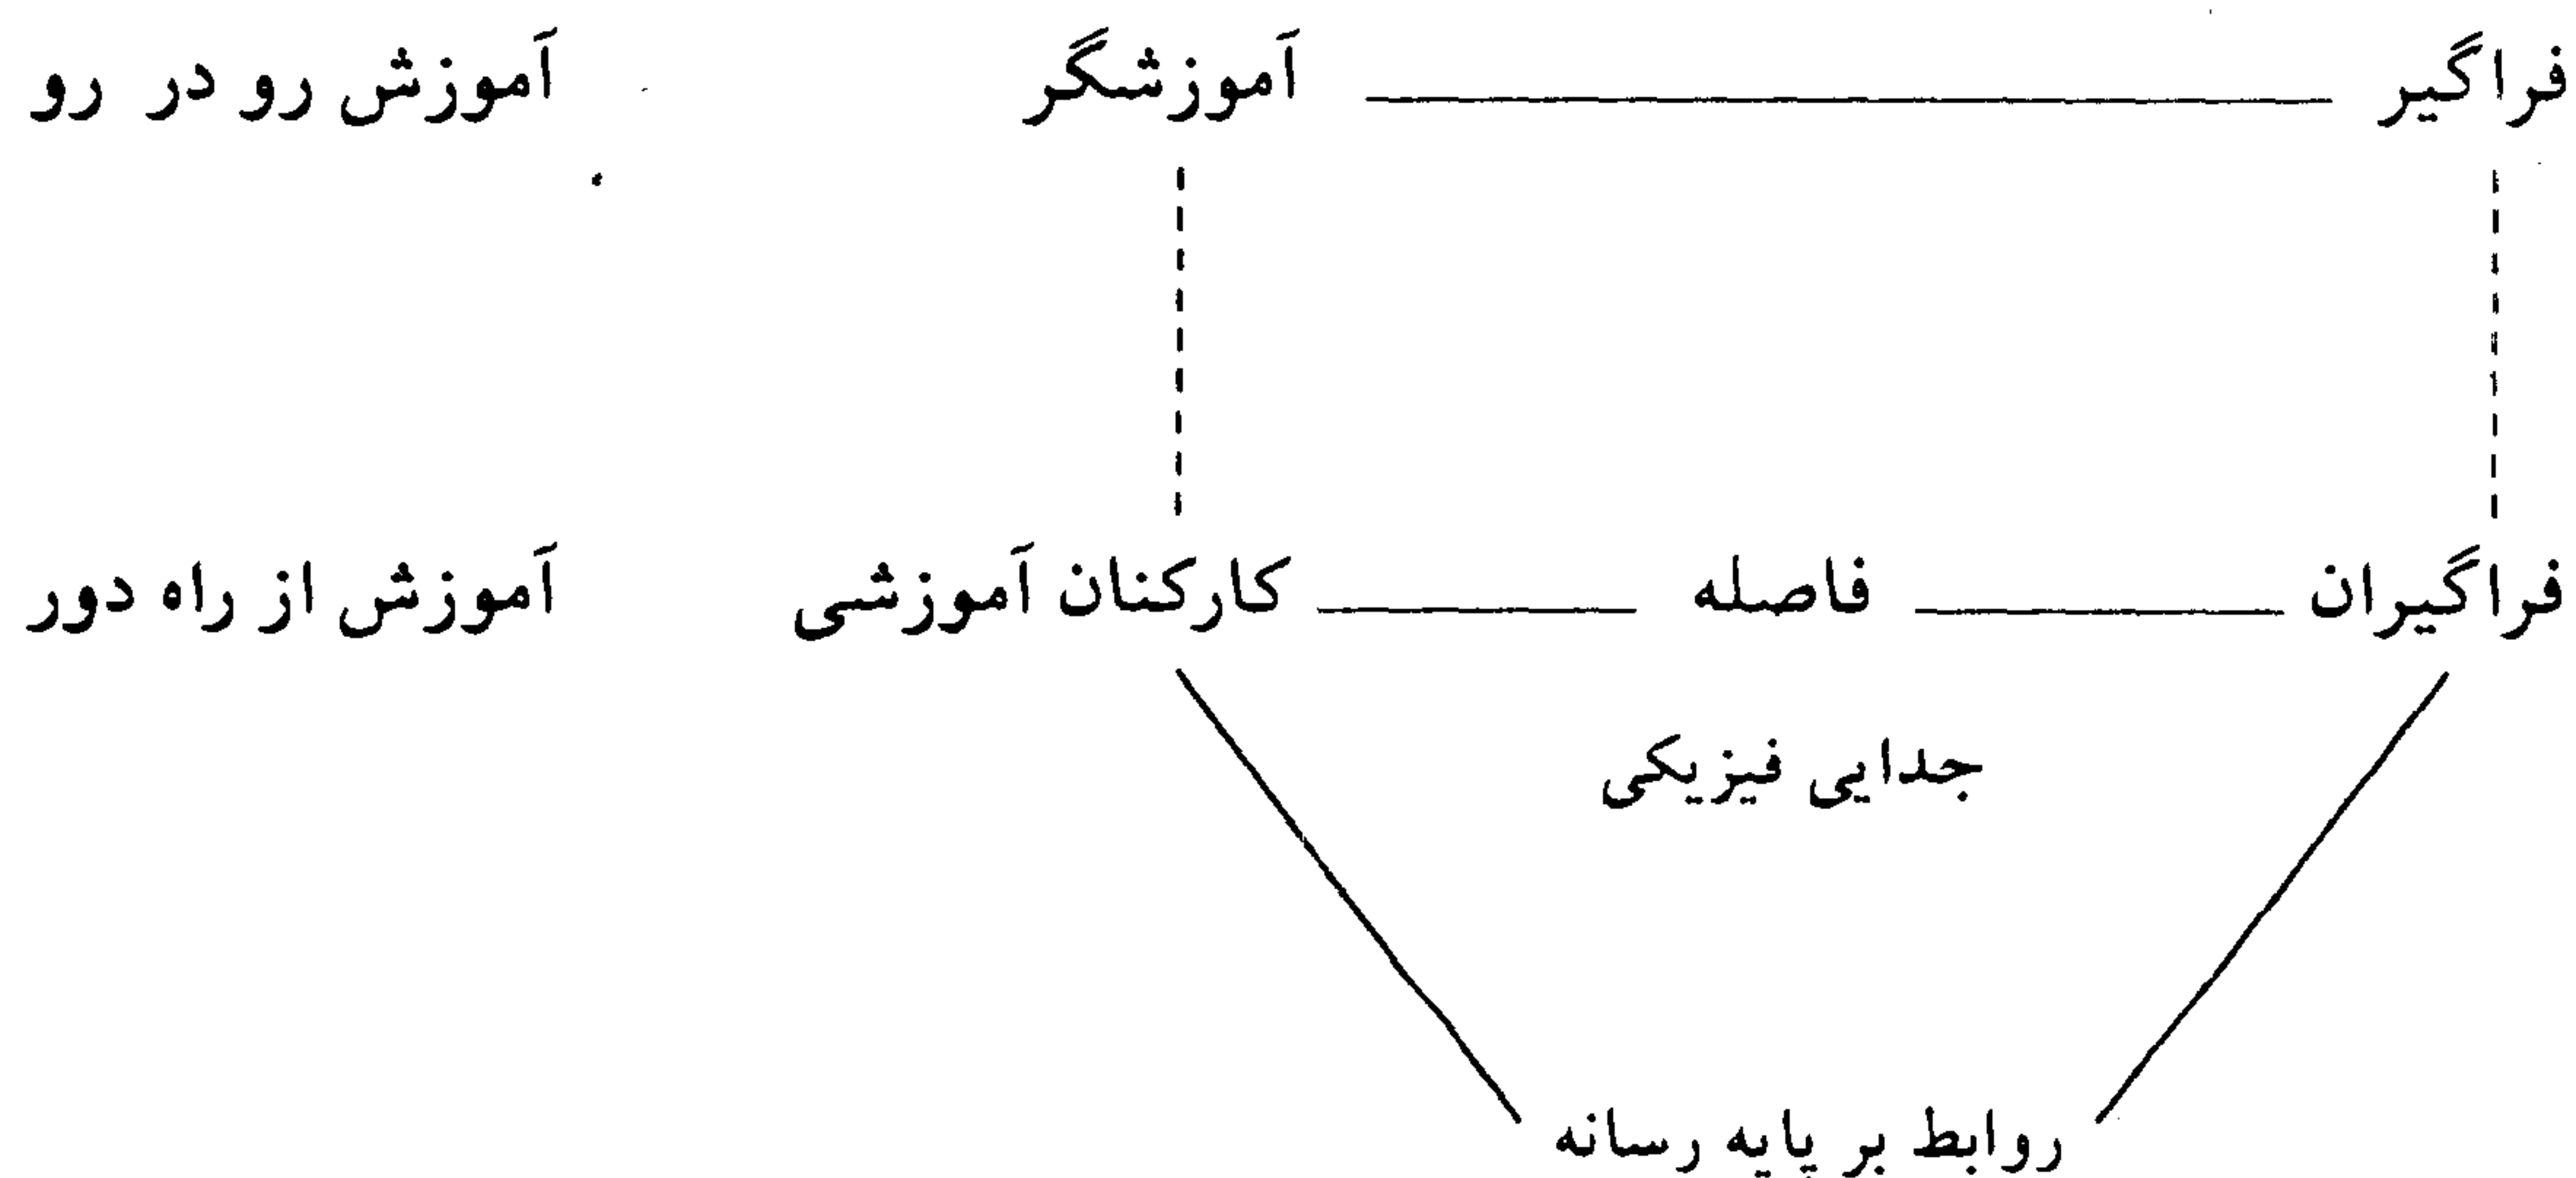 فراگیر آموزشگر آموزش رو در رو
فراگیران فاصله کارکنان آموزشی آموزش از راه دور
جدایی فیزیکی
روابط بر پایه رسانه